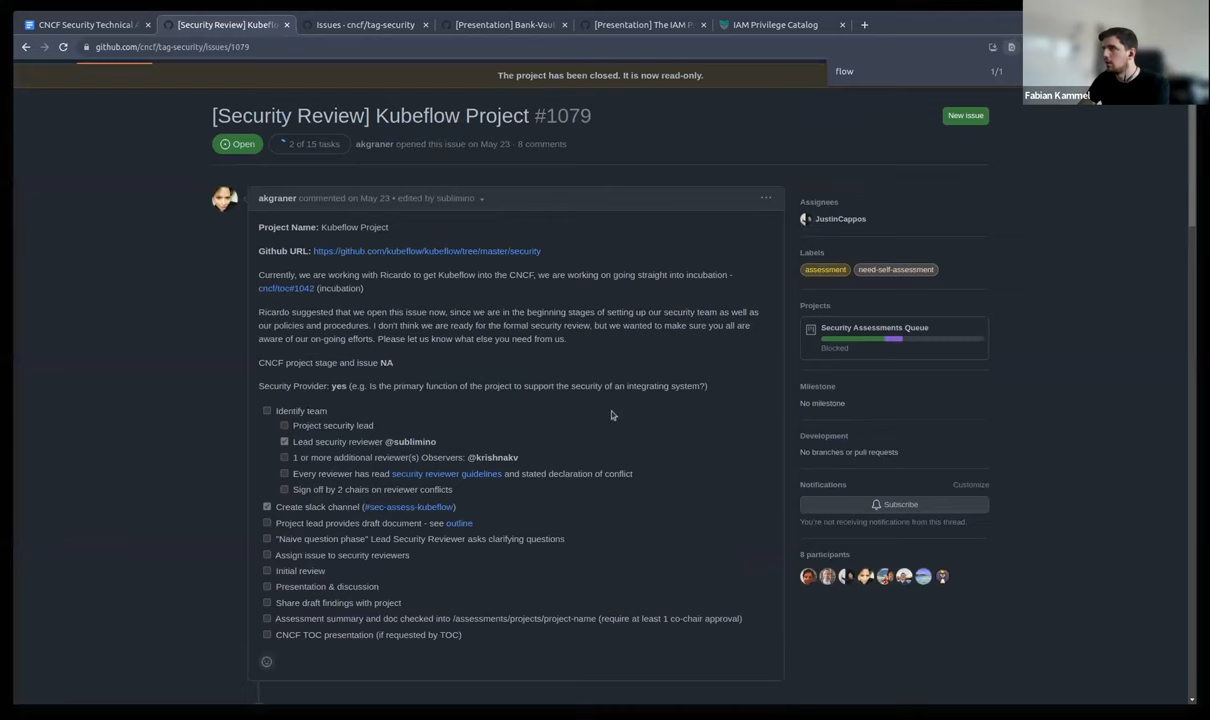 CNCF Security Technical A
[Security Review] Kubeflo
Issues · cncf/tag-security
[Presentation] Bank-Vaul
[Presentation] The IAM P
IAM Privilege Catalog
github.com/cncf/tag-security/issues/1079
flow
1/1
Fabian Kammel
The project has been closed. It is now read-only.
[Security Review] Kubeflow Project #1079
New issue
Open
2 of 15 tasks
akgraner opened this issue on May 23 · 8 comments
akgraner commented on May 23 • edited by sublimino
Project Name: Kubeflow Project
Github URL: https://github.com/kubeflow/kubeflow/tree/master/security
Currently, we are working with Ricardo to get Kubeflow into the CNCF, we are working on going straight into incubation -
cncf/toc#1042 (incubation)
Ricardo suggested that we open this issue now, since we are in the beginning stages of setting up our security team as well as
our policies and procedures. I don't think we are ready for the formal security review, but we wanted to make sure you all are
aware of our on-going efforts. Please let us know what else you need from us.
CNCF project stage and issue NA
Security Provider: yes (e.g. Is the primary function of the project to support the security of an integrating system?)
Identify team
Project security lead
Lead security reviewer @sublimino
1 or more additional reviewer(s) Observers: @krishnakv
Every reviewer has read security reviewer guidelines and stated declaration of conflict
Sign off by 2 chairs on reviewer conflicts
Create slack channel (#sec-assess-kubeflow)
Project lead provides draft document - see outline
"Naive question phase" Lead Security Reviewer asks clarifying questions
Assign issue to security reviewers
Initial review
Presentation & discussion
Share draft findings with project
Assessment summary and doc checked into /assessments/projects/project-name (require at least 1 co-chair approval)
CNCF TOC presentation (if requested by TOC)
Assignees
JustinCappos
Labels
assessment
need-self-assessment
Projects
Security Assessments Queue
Blocked
Milestone
No milestone
Development
No branches or pull requests
Notifications
Customize
Subscribe
You're not receiving notifications from this thread.
8 participants